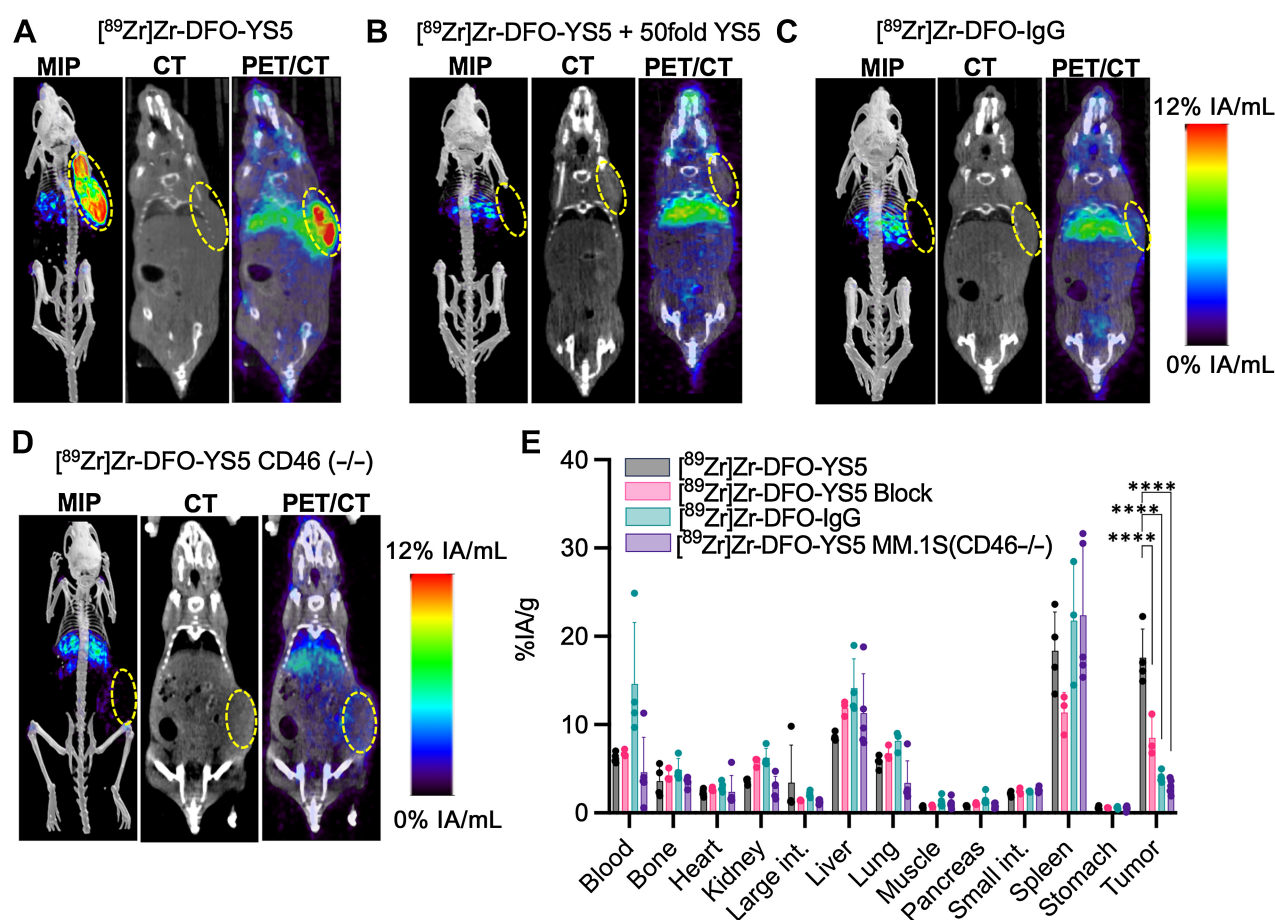 A
[⁸⁹Zr]Zr-DFO-YS5
MIP CT PET/CT
B
[⁸⁹Zr]Zr-DFO-YS5 + 50fold YS5
MIP CT PET/CT
C
[⁸⁹Zr]Zr-DFO-IgG
MIP CT PET/CT
12% IA/mL
0% IA/mL
D
[⁸⁹Zr]Zr-DFO-YS5 CD46 (−/−)
MIP CT PET/CT
12% IA/mL
0% IA/mL
E
%IA/g
40
30
20
10
0
[⁸⁹Zr]Zr-DFO-YS5
[⁸⁹Zr]Zr-DFO-YS5 Block
[⁸⁹Zr]Zr-DFO-IgG
[⁸⁹Zr]Zr-DFO-YS5 MM.1S(CD46−/−)
****
****
****
Blood
Bone
Heart
Kidney
Large int.
Liver
Lung
Muscle
Pancreas
Small int.
Spleen
Stomach
Tumor